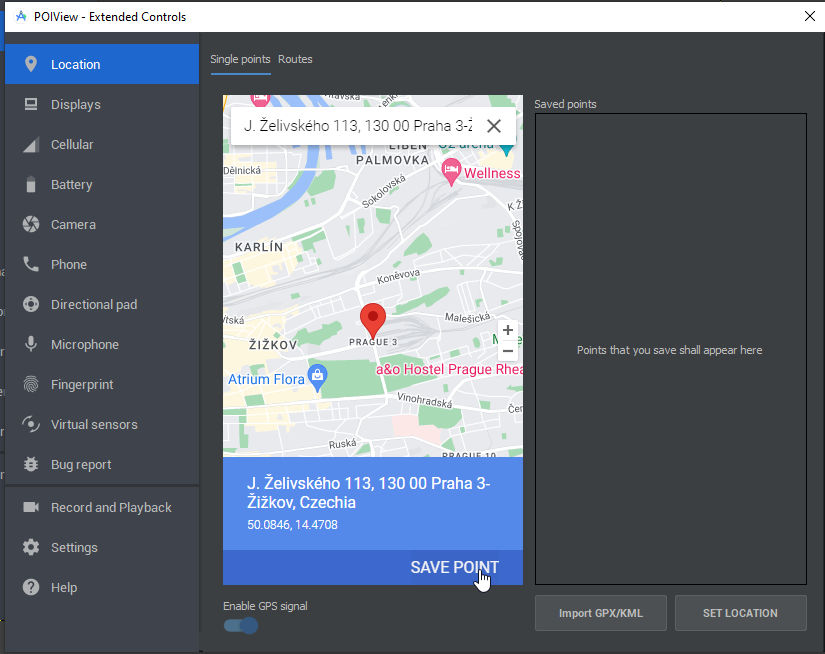 POIView - Extended Controls
Location
Displays
Cellular
Battery
Camera
Phone
Directional pad
Microphone
Fingerprint
Virtual sensors
Bug report
Record and Playback
Settings
Help
Single points
Routes
J. Želivského 113, 130 00 Praha 3-Ž
LIBEŇ
PALMOVKA
O2 arena
Dělnická
Wellness
Sokolovská
KARLÍN
Koněvova
Malešická
ŽIŽKOV
PRAGUE 3
+
−
Atrium Flora
a&o Hostel Prague Rhea
Vinohradská
Ruská
PRAGUE 10
J. Želivského 113, 130 00 Praha 3-
Žižkov, Czechia
50.0846, 14.4708
SAVE POINT
Enable GPS signal
Saved points
Points that you save shall appear here
Import GPX/KML
SET LOCATION